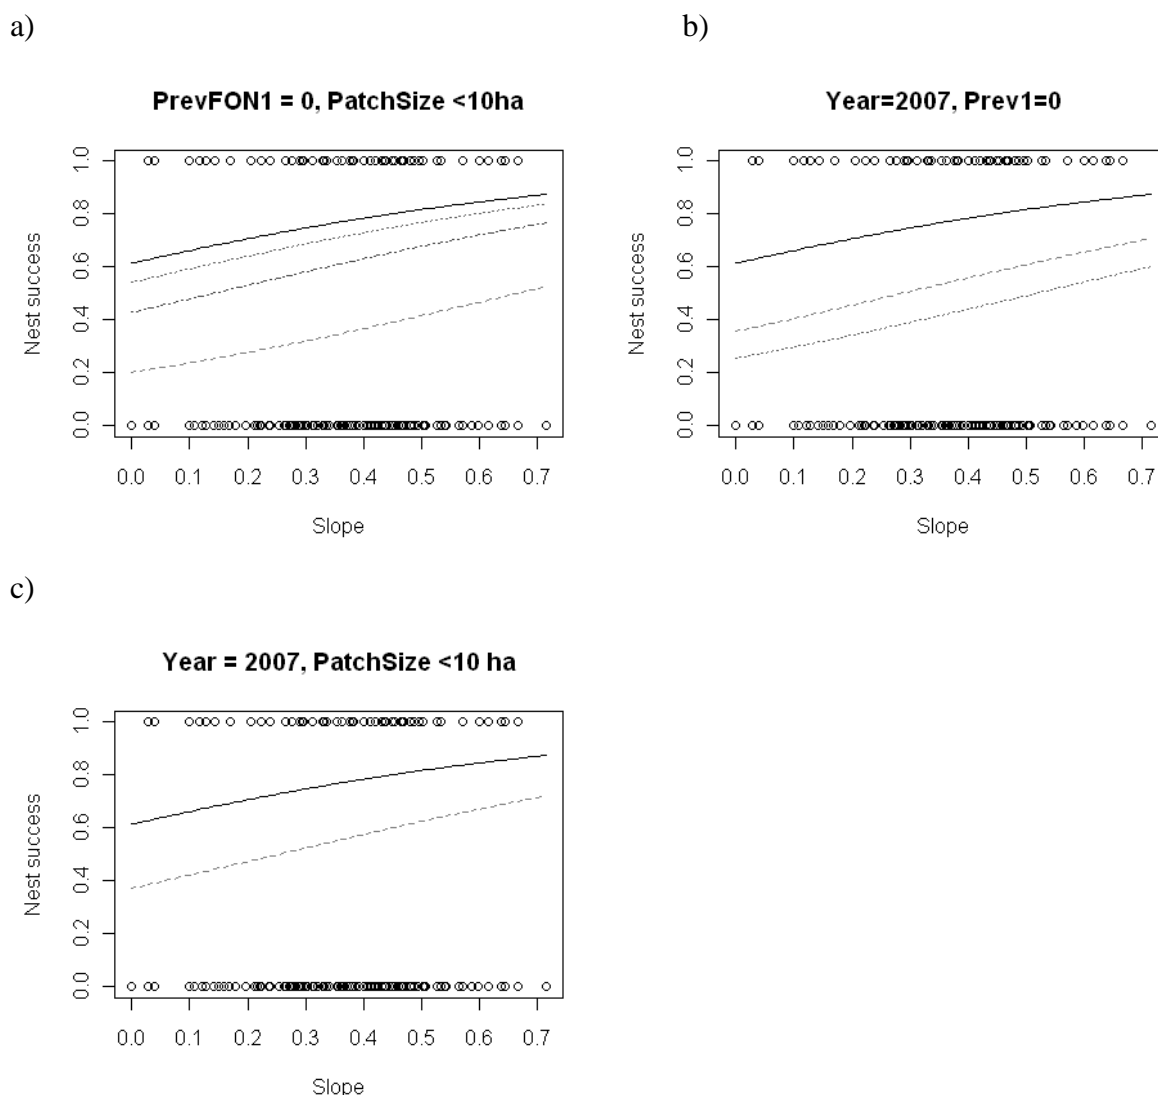 a)
PrevFON1 = 0, PatchSize <10ha
Nest success
1.0
0.8
0.6
0.4
0.2
0.0
0.0 0.1 0.2 0.3 0.4 0.5 0.6 0.7
Slope
b)
Year=2007, Prev1=0
Nest success
1.0
0.8
0.6
0.4
0.2
0.0
0.0 0.1 0.2 0.3 0.4 0.5 0.6 0.7
Slope
c)
Year = 2007, PatchSize <10 ha
Nest success
1.0
0.8
0.6
0.4
0.2
0.0
0.0 0.1 0.2 0.3 0.4 0.5 0.6 0.7
Slope